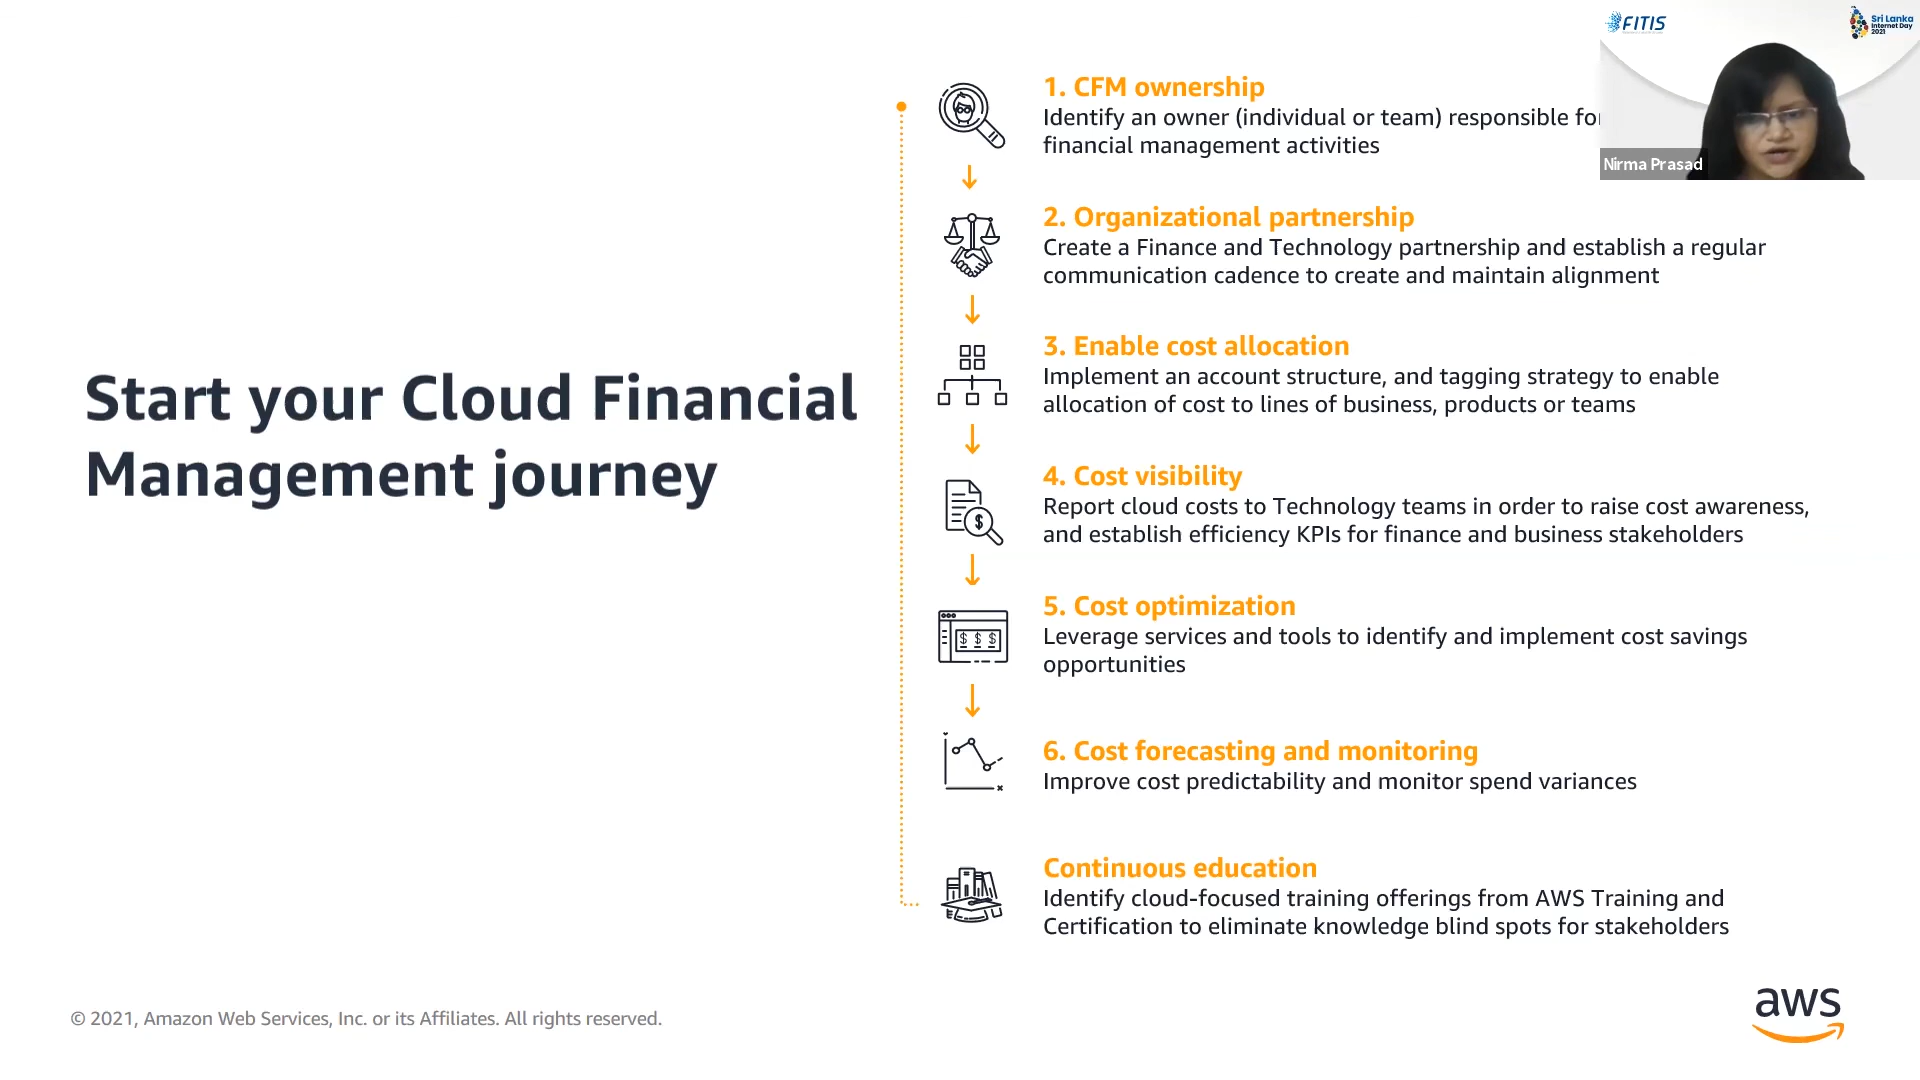 FITIS
Sri Lanka
Internet Day
2021
Nirma Prasad
Start your Cloud Financial
Management journey
1. CFM ownership
Identify an owner (individual or team) responsible for
financial management activities
2. Organizational partnership
Create a Finance and Technology partnership and establish a regular
communication cadence to create and maintain alignment
3. Enable cost allocation
Implement an account structure, and tagging strategy to enable
allocation of cost to lines of business, products or teams
4. Cost visibility
$
Report cloud costs to Technology teams in order to raise cost awareness,
and establish efficiency KPIs for finance and business stakeholders
5. Cost optimization
$ $ $
Leverage services and tools to identify and implement cost savings
opportunities
6. Cost forecasting and monitoring
Improve cost predictability and monitor spend variances
Continuous education
Identify cloud-focused training offerings from AWS Training and
Certification to eliminate knowledge blind spots for stakeholders
© 2021, Amazon Web Services, Inc. or its Affiliates. All rights reserved.
aws